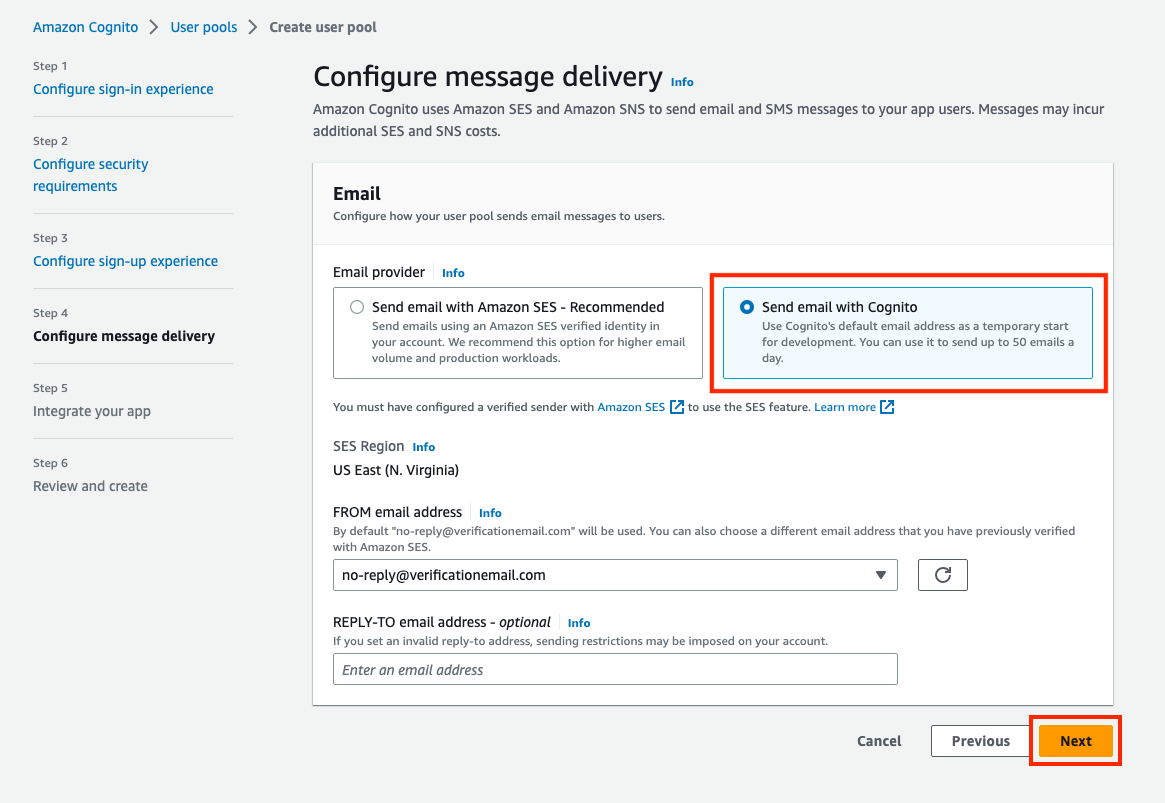 Amazon Cognito > User pools > Create user pool
Step 1
Configure sign-in experience
Step 2
Configure security
requirements
Step 3
Configure sign-up experience
Step 4
Configure message delivery
Step 5
Integrate your app
Step 6
Review and create
Configure message delivery Info
Amazon Cognito uses Amazon SES and Amazon SNS to send email and SMS messages to your app users. Messages may incur
additional SES and SNS costs.
Email
Configure how your user pool sends email messages to users.
Email provider Info
Send email with Amazon SES - Recommended
Send emails using an Amazon SES verified identity in
your account. We recommend this option for higher email
volume and production workloads.
Send email with Cognito
Use Cognito's default email address as a temporary start
for development. You can use it to send up to 50 emails a
day.
You must have configured a verified sender with Amazon SES to use the SES feature. Learn more
SES Region Info
US East (N. Virginia)
FROM email address Info
By default "no-reply@verificationemail.com" will be used. You can also choose a different email address that you have previously verified
with Amazon SES.
no-reply@verificationemail.com
REPLY-TO email address - optional Info
If you set an invalid reply-to address, sending restrictions may be imposed on your account.
Enter an email address
Cancel Previous Next